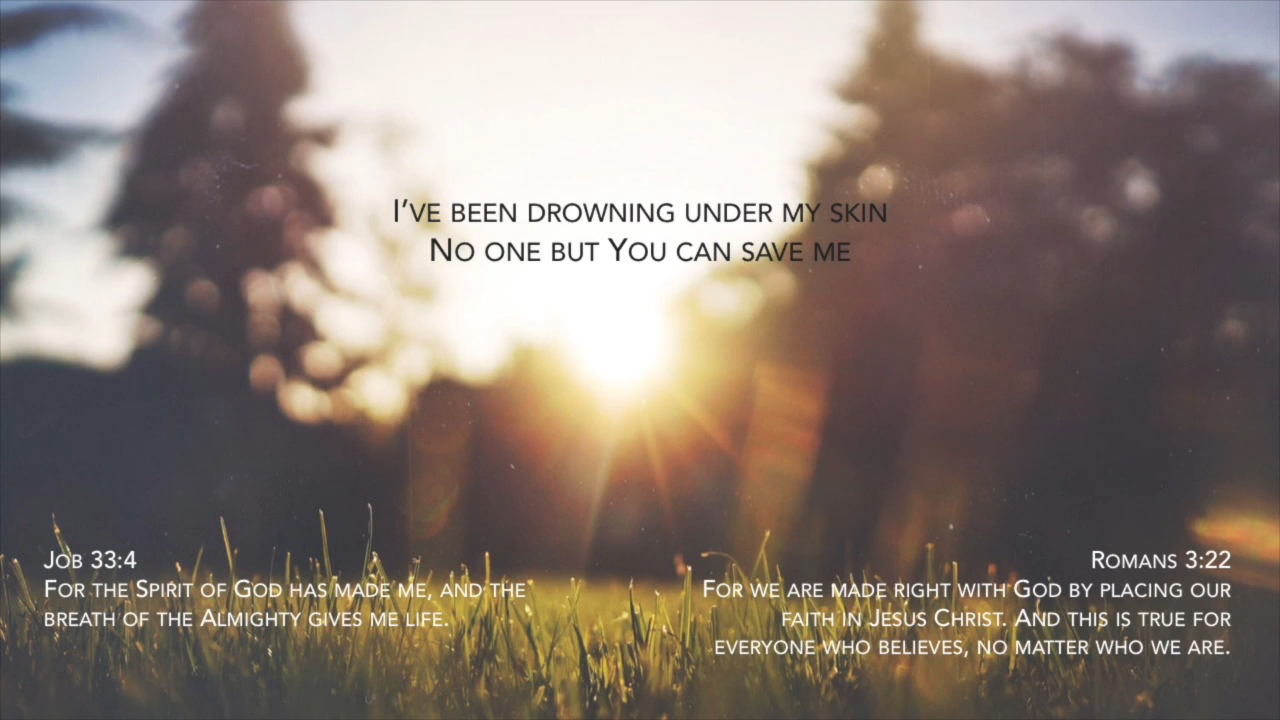 I’VE BEEN DROWNING UNDER MY SKIN
NO ONE BUT YOU CAN SAVE ME
JOB 33:4
FOR THE SPIRIT OF GOD HAS MADE ME, AND THE
BREATH OF THE ALMIGHTY GIVES ME LIFE.
ROMANS 3:22
FOR WE ARE MADE RIGHT WITH GOD BY PLACING OUR
FAITH IN JESUS CHRIST. AND THIS IS TRUE FOR
EVERYONE WHO BELIEVES, NO MATTER WHO WE ARE.